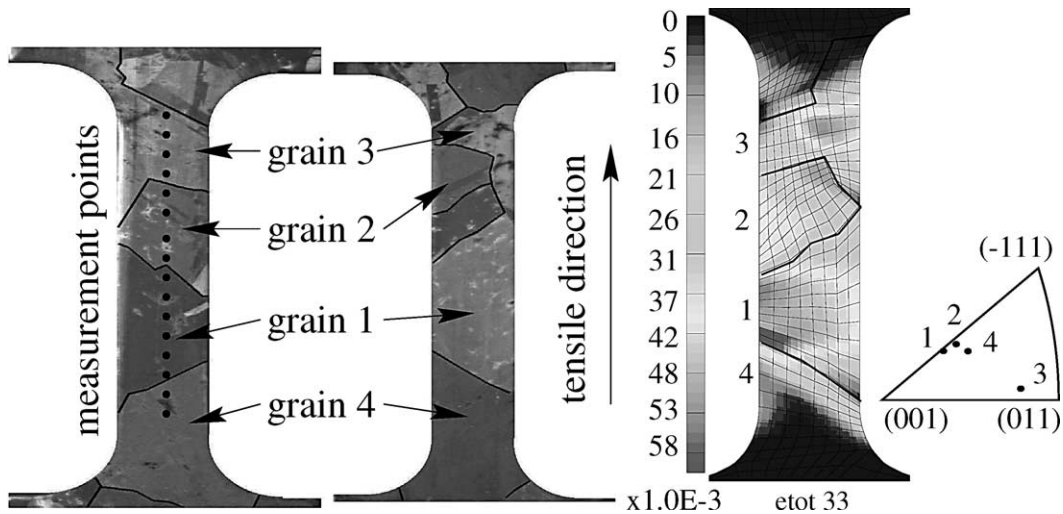 measurement points
grain 3
grain 2
grain 1
grain 4
tensile direction
0
5
10
16
21
26
31
37
42
48
53
58
x1.0E-3
3
2
1
4
etot 33
(-111)
2
1
4
3
(001)
(011)